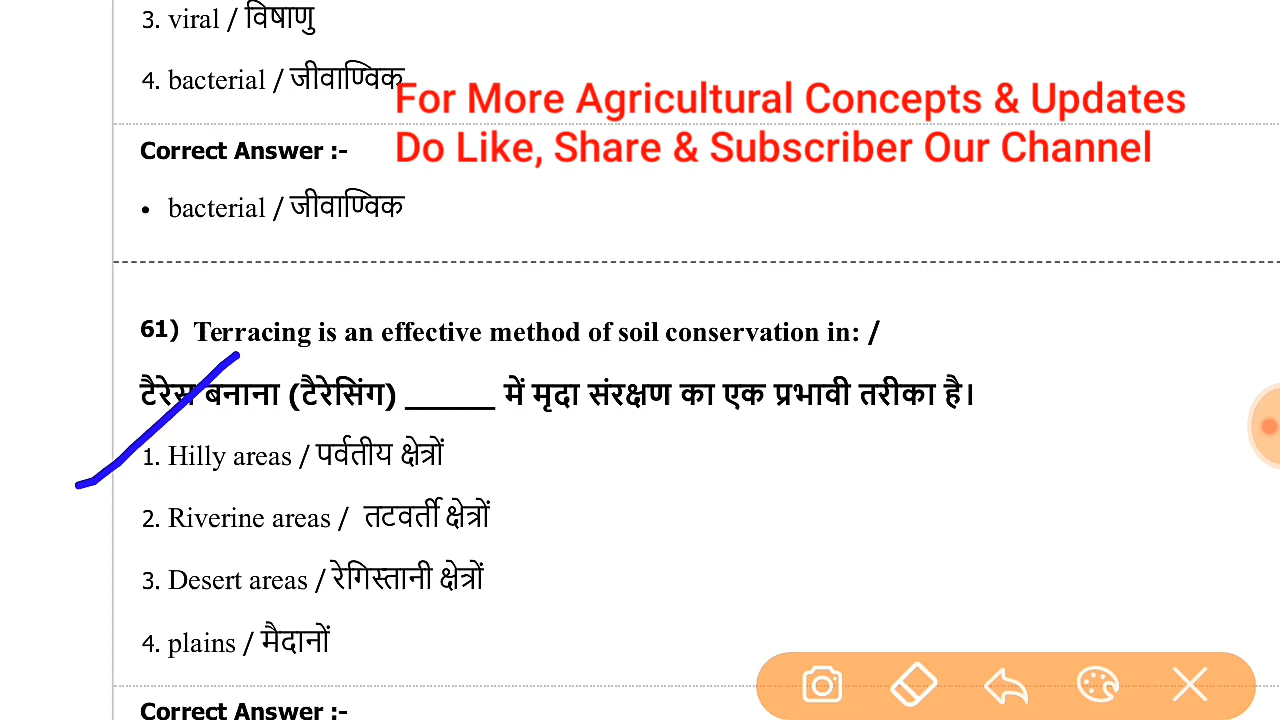 3. viral / विषाणु
4. bacterial / जीवाण्विक
For More Agricultural Concepts & Updates
Do Like, Share & Subscriber Our Channel
Correct Answer :-
• bacterial / जीवाण्विक
61) Terracing is an effective method of soil conservation in: /
टैरेस बनाना (टैरेसिंग) ______ में मृदा संरक्षण का एक प्रभावी तरीका है।
1. Hilly areas / पर्वतीय क्षेत्रों
2. Riverine areas / तटवर्ती क्षेत्रों
3. Desert areas / रेगिस्तानी क्षेत्रों
4. plains / मैदानों
Correct Answer :-